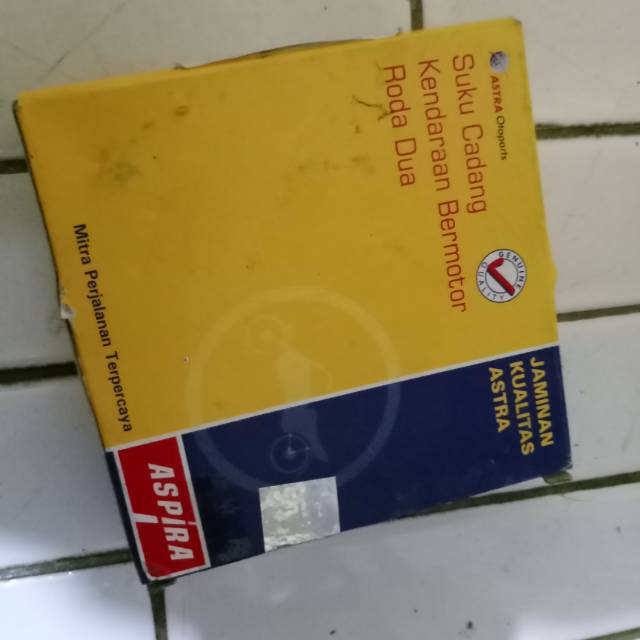 ASTRA Otoparts
Suku Cadang
Kendaraan Bermotor
Roda Dua
GENUINE
QUALITY
JAMINAN
KUALITAS
ASTRA
Mitra Perjalanan Terpercaya
ASPIRA